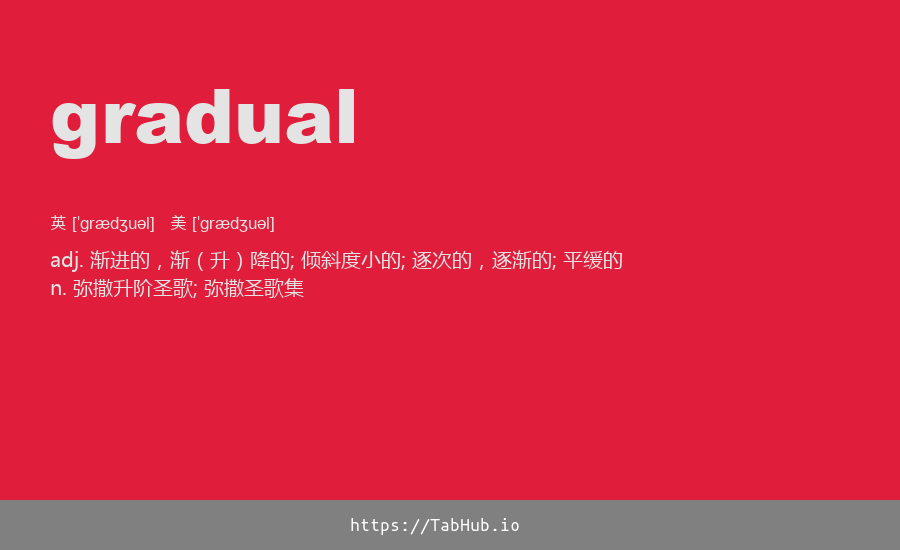 gradual
英 [ˈgrædʒuəl] 美 [ˈgrædʒuəl]
adj. 渐进的，渐（升）降的; 倾斜度小的; 逐次的，逐渐的; 平缓的
n. 弥撒升阶圣歌; 弥撒圣歌集
https://TabHub.io